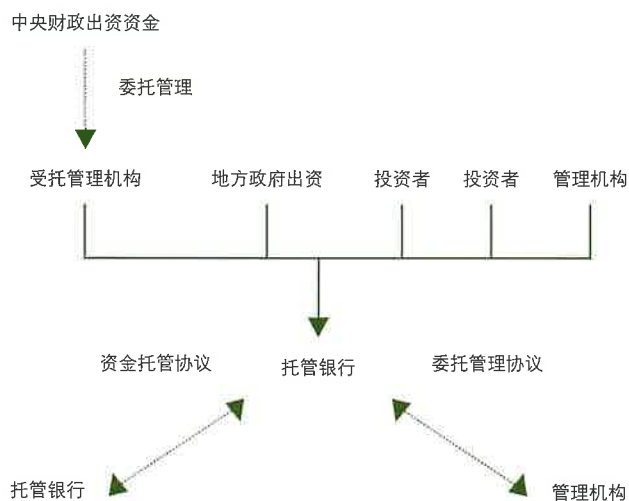 中央财政出资资金
委托管理
受托管理机构 地方政府出资 投资者 投资者 管理机构
资金托管协议 托管银行 委托管理协议
托管银行 管理机构